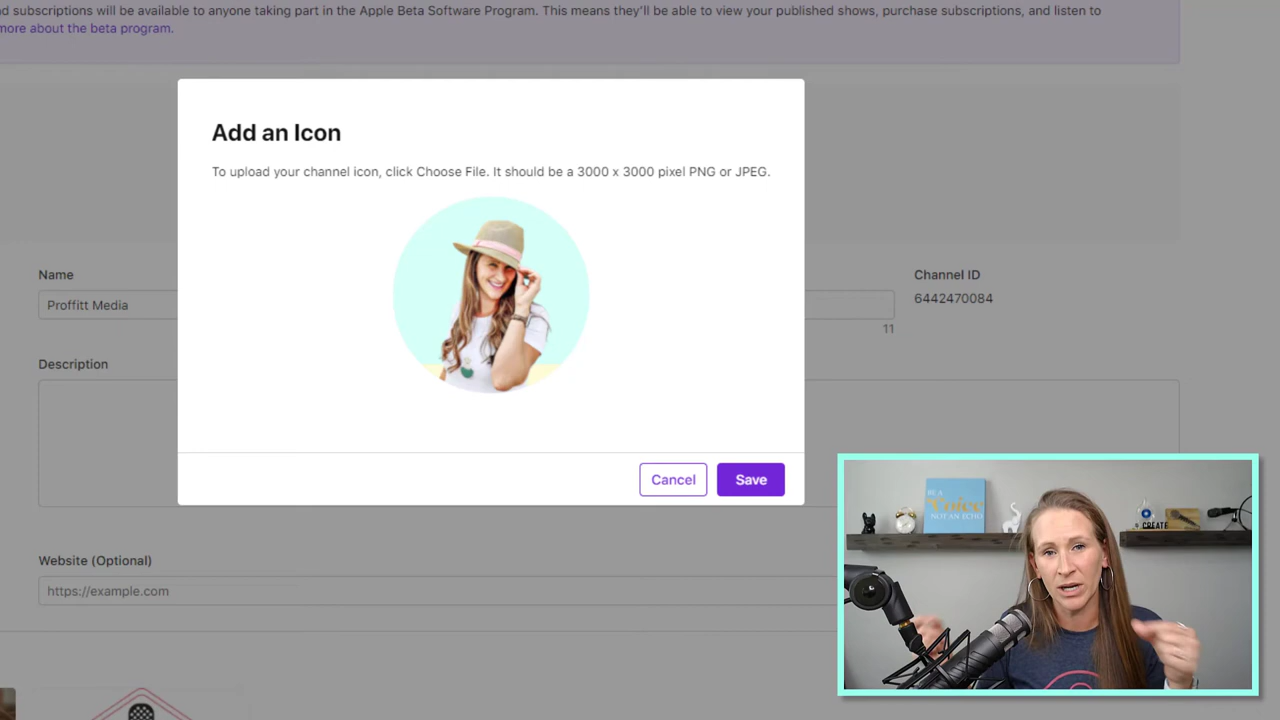 nd subscriptions will be available to anyone taking part in the Apple Beta Software Program. This means they'll be able to view your published shows, purchase subscriptions, and listen to
more about the beta program.
Add an Icon
To upload your channel icon, click Choose File. It should be a 3000 x 3000 pixel PNG or JPEG.
Name
Channel ID
Proffitt Media
6442470084
11
Description
Cancel
Save
BE A
Voice
NOT AN ECHO
CREATE
Website (Optional)
https://example.com